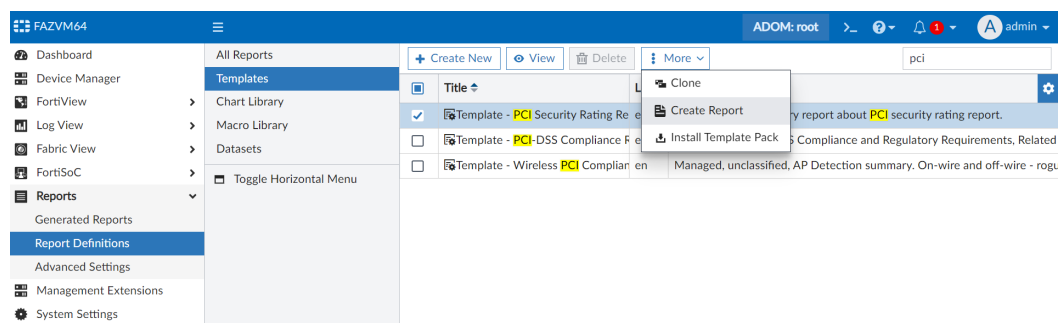 FAZVM64
ADOM: root
>_
1
A
admin
Dashboard
Device Manager
FortiView
Log View
Fabric View
FortiSoC
Reports
Generated Reports
Report Definitions
Advanced Settings
Management Extensions
System Settings
All Reports
Templates
Chart Library
Macro Library
Datasets
Toggle Horizontal Menu
+ Create New
View
Delete
More
pci
Title
L
Clone
Create Report
Install Template Pack
Template - PCI Security Rating Re
e
ry report about PCI security rating report.
Template - PCI-DSS Compliance R
e
S Compliance and Regulatory Requirements, Related
Template - Wireless PCI Complian
en
Managed, unclassified, AP Detection summary. On-wire and off-wire - rogu